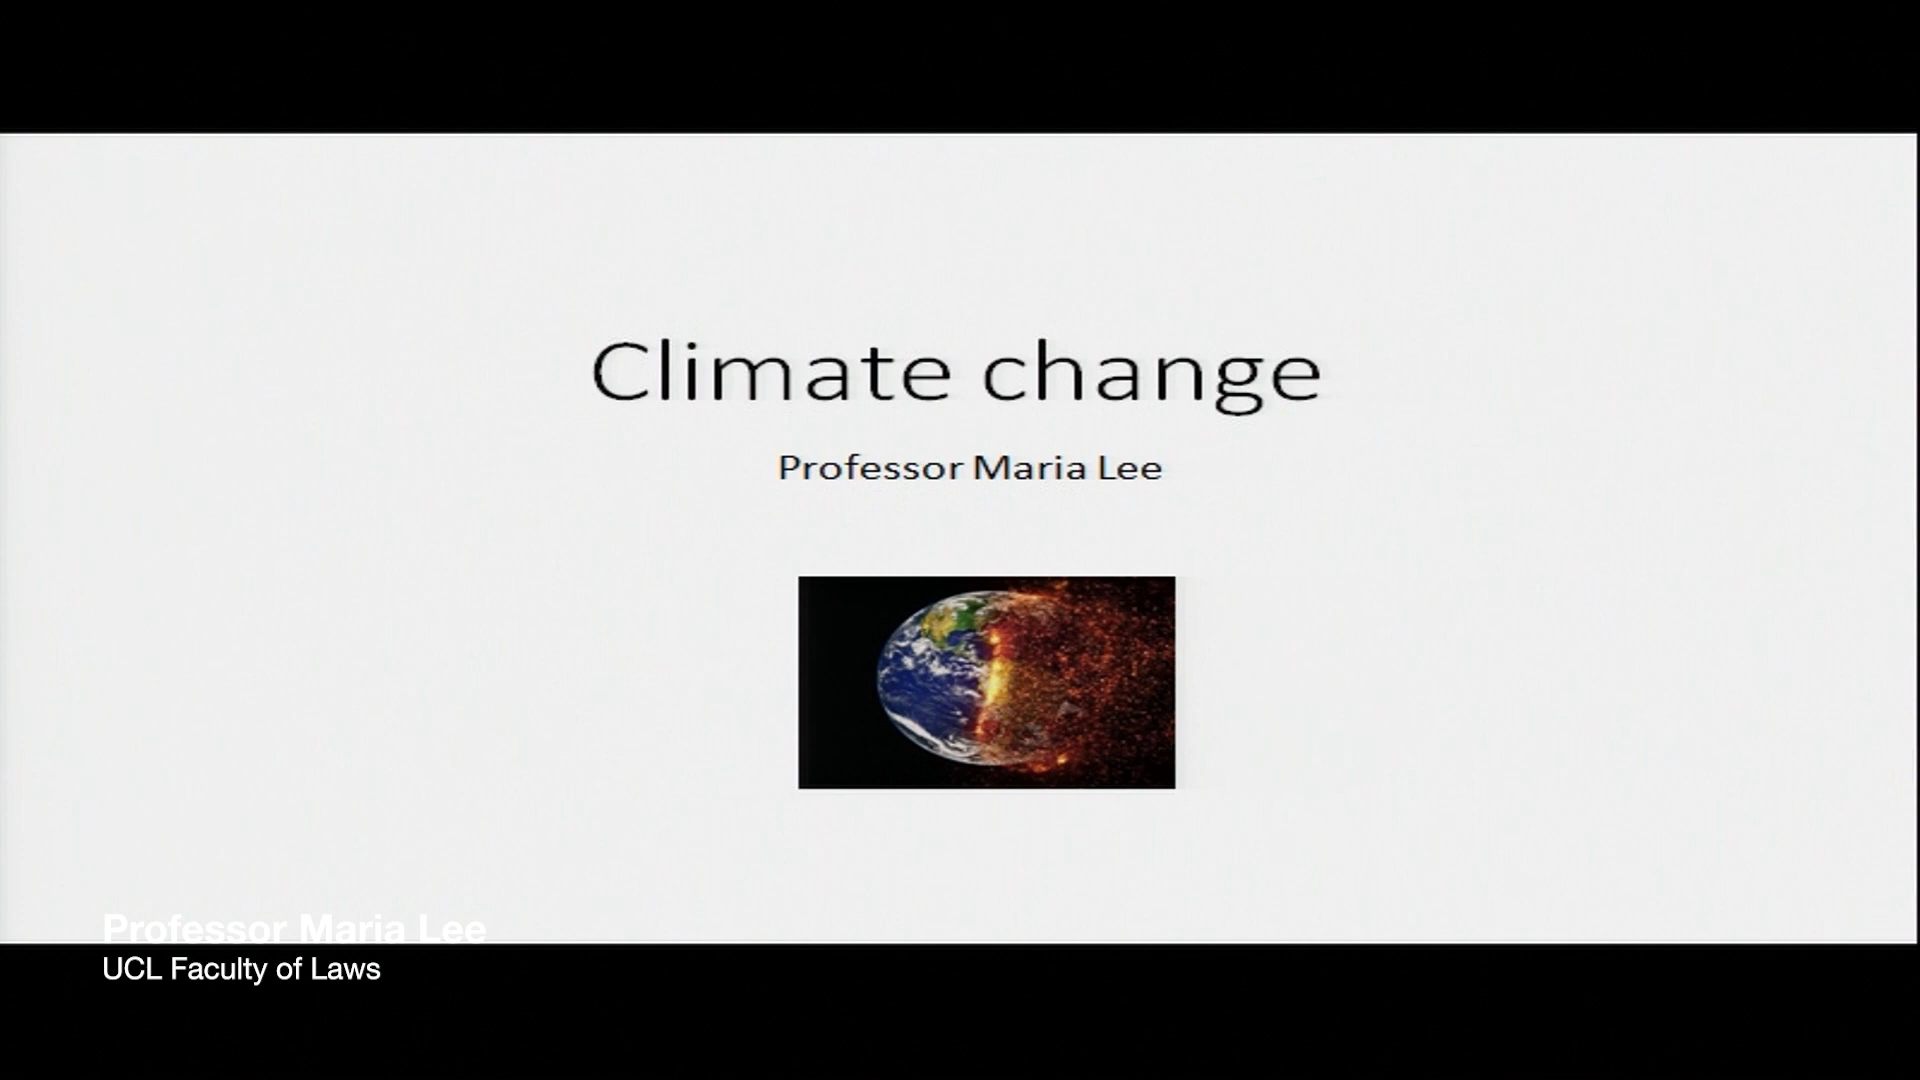 Climate change
Professor Maria Lee
Professor Maria Lee
UCL Faculty of Laws